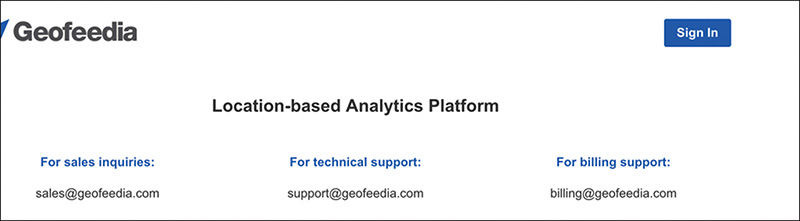 Geofeedia
Sign In
Location-based Analytics Platform
For sales inquiries:
For technical support:
For billing support:
sales@geofeedia.com
support@geofeedia.com
billing@geofeedia.com